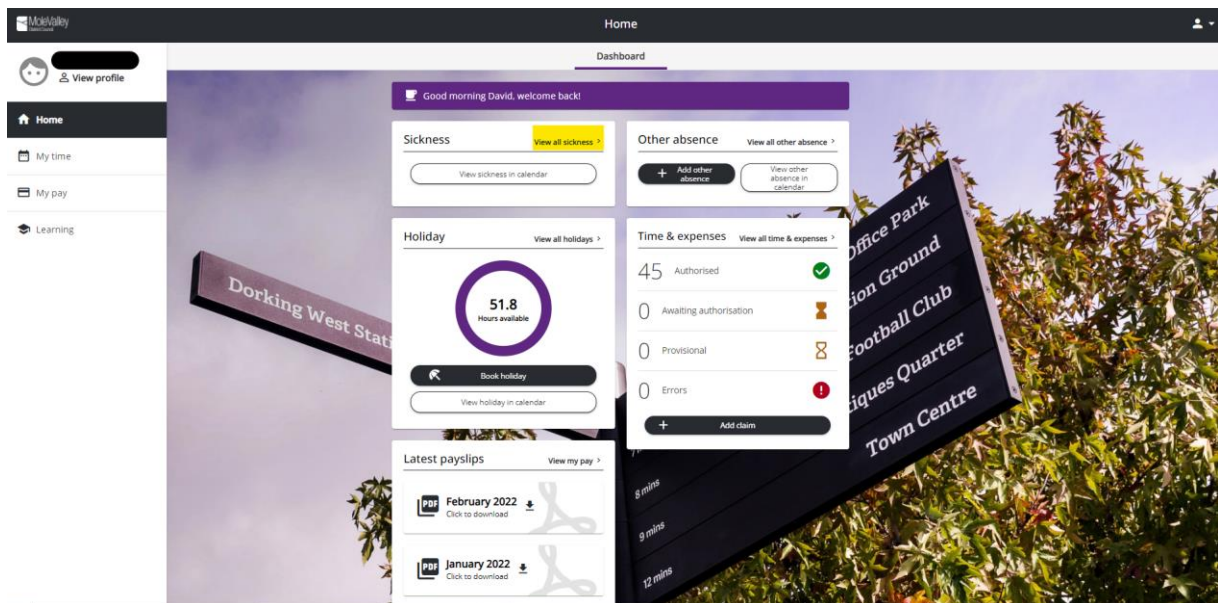 MoleValley
District Council
Home
View profile
Home
My time
My pay
Learning
Dashboard
Good morning David, welcome back!
Sickness
View all sickness >
View sickness in calendar
Other absence
View all other absence >
+ Add other
absence
View other
absence in
calendar
Holiday
View all holidays >
51.8
Hours available
Book holiday
View holiday in calendar
Time & expenses
View all time & expenses >
45 Authorised
0 Awaiting authorisation
0 Provisional
0 Errors
+ Add claim
Latest payslips
View my pay >
PDF
February 2022
Click to download
PDF
January 2022
Click to download
Dorking West Stati
Office Park
ion Ground
Football Club
tiques Quarter
Town Centre
8 mins
9 mins
12 mins